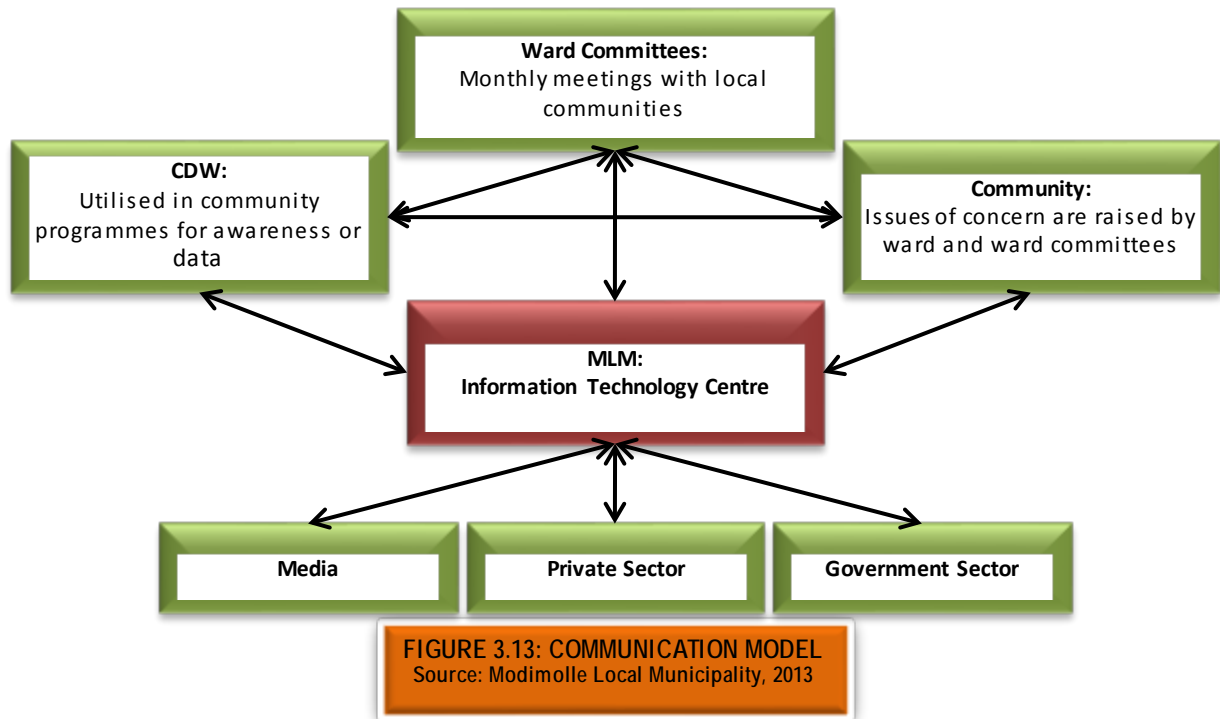 Ward Committees:
Monthly meetings with local
communities
CDW:
Utilised in community
programmes for awareness or
data
Community:
Issues of concern are raised by
ward and ward committees
MLM:
Information Technology Centre
Media
Private Sector
Government Sector
FIGURE 3.13: COMMUNICATION MODEL
Source: Modimolle Local Municipality, 2013